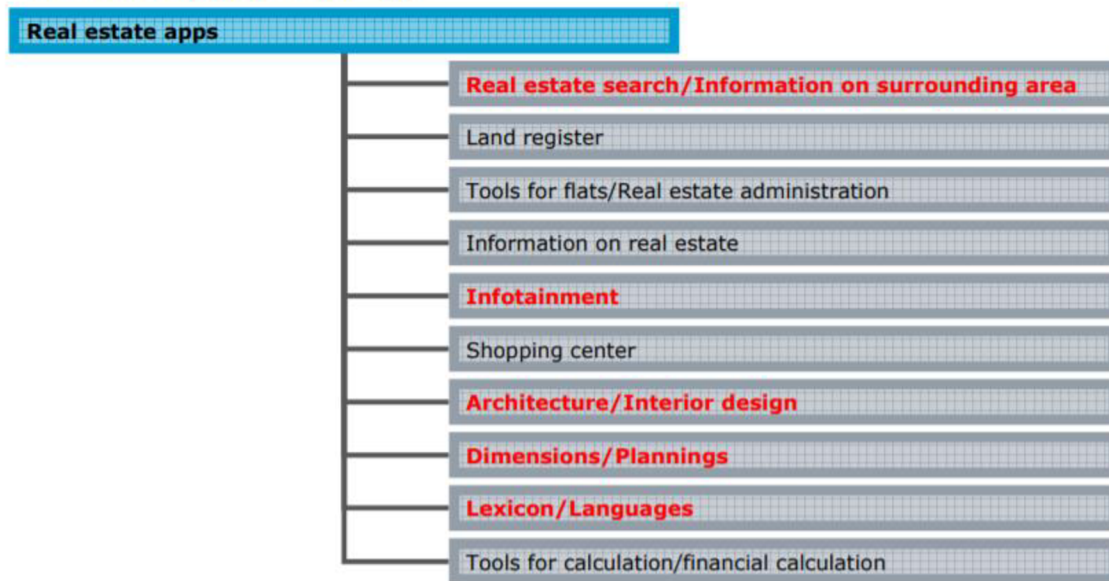 Real estate apps
Real estate search/Information on surrounding area
Land register
Tools for flats/Real estate administration
Information on real estate
Infotainment
Shopping center
Architecture/Interior design
Dimensions/Plannings
Lexicon/Languages
Tools for calculation/financial calculation